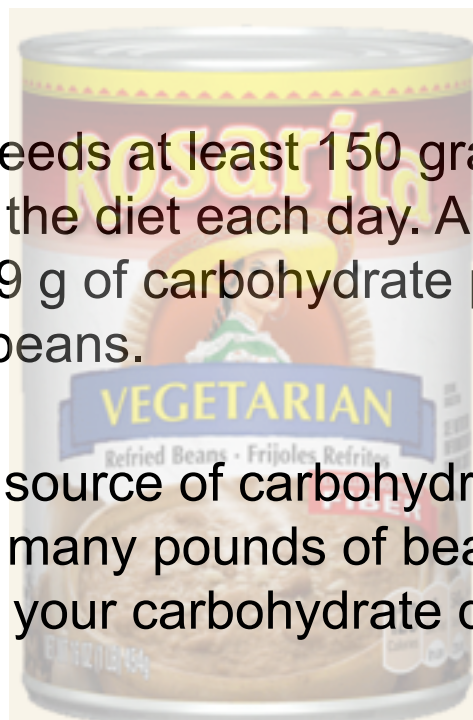 Rosarita
eeds at least 150 gra
the diet each day. A
9 g of carbohydrate
beans.
VEGETARIAN
Refried Beans · Frijoles Refritos
source of carbohydr
FIBER
many pounds of bea
your carbohydrate